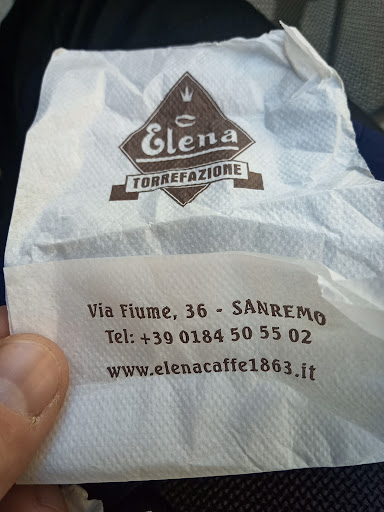 Elena
TORREFAZIONE
Via Fiume, 36 - SANREMO
Tel: +39 0184 50 55 02
www.elenacaffe1863.it